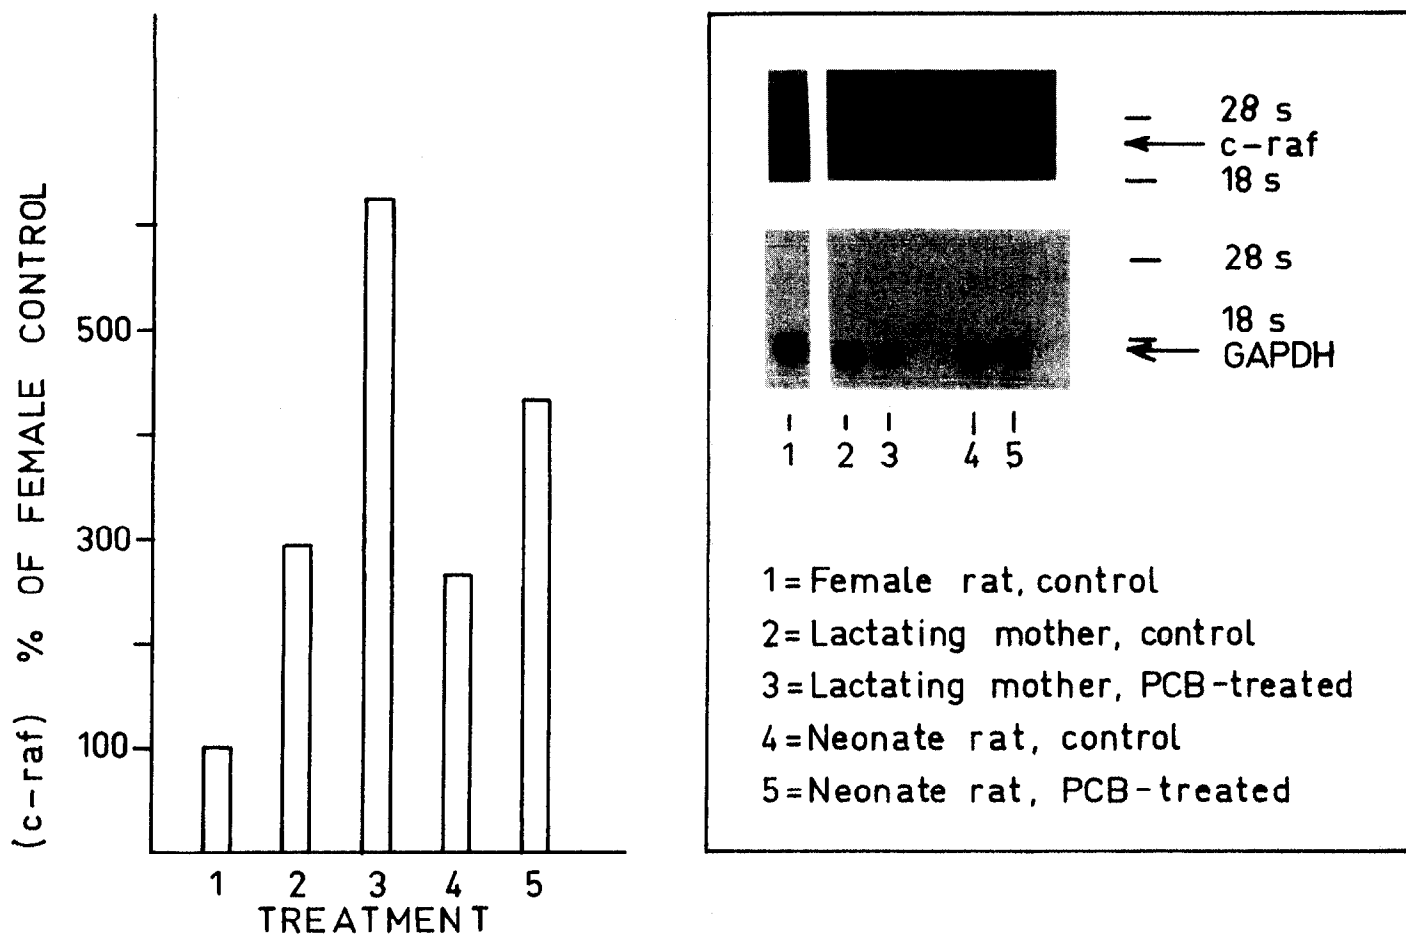 (c-raf) % OF FEMALE CONTROL
500
300
100
1 2 3 4 5
TREATMENT
28 s
c-raf
18 s
28 s
18 s
GAPDH
1 2 3 4 5
1=Female rat, control
2=Lactating mother, control
3=Lactating mother, PCB-treated
4=Neonate rat, control
5=Neonate rat, PCB-treated